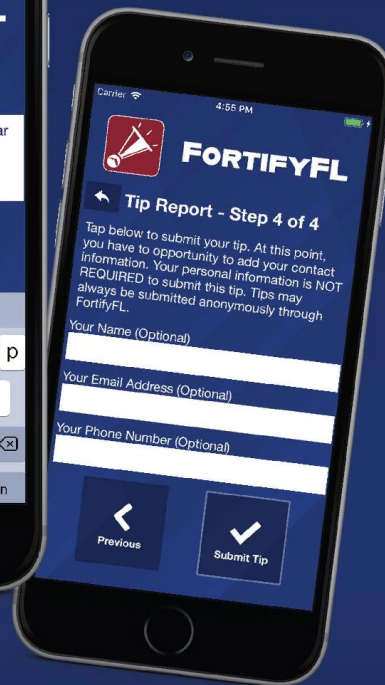 ar
p
n
Carrier
4:55 PM
FORTIFYFL
Tip Report - Step 4 of 4
Tap below to submit your tip. At this point,
you have to opportunity to add your contact
information. Your personal information is NOT
REQUIRED to submit this tip. Tips may
always be submitted anonymously through
FortifyFL.
Your Name (Optional)
Your Email Address (Optional)
Your Phone Number (Optional)
Previous
Submit Tip